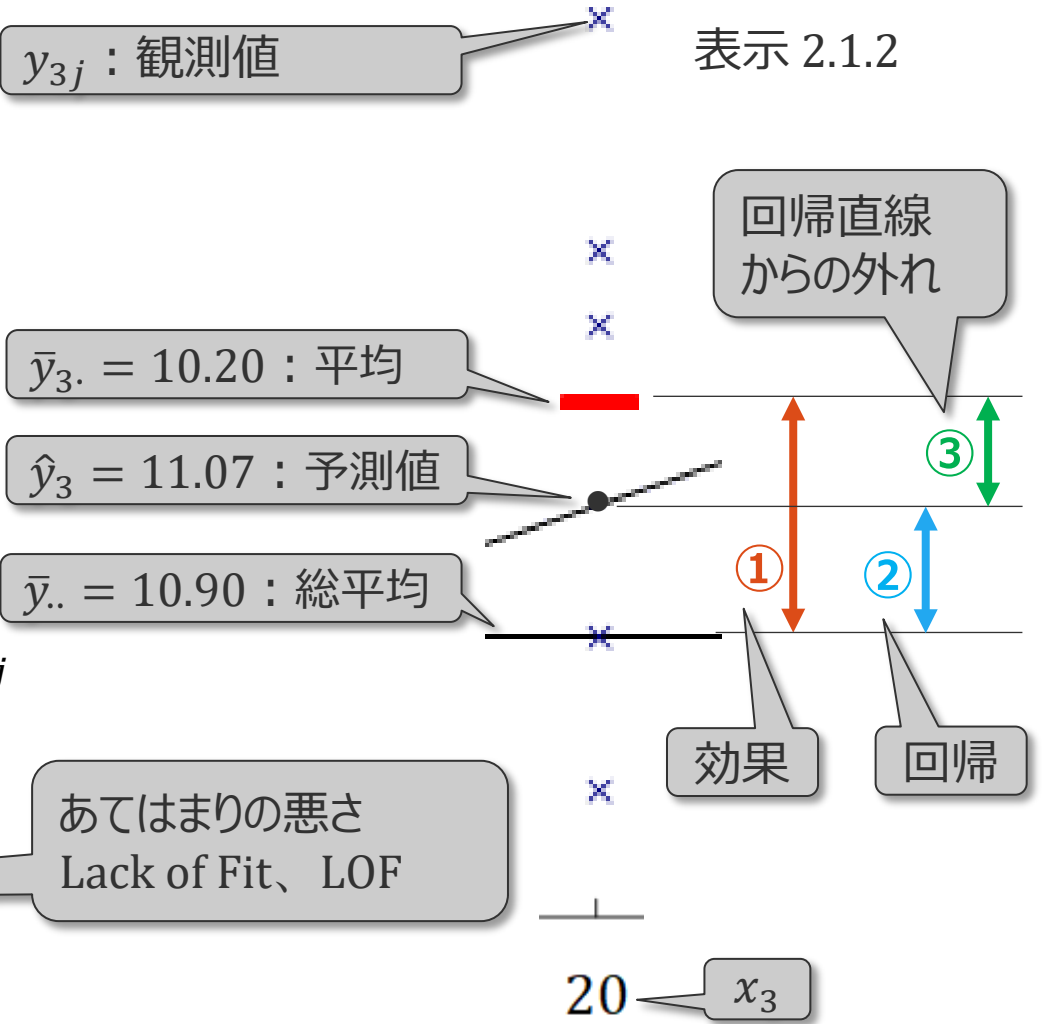 y₃ⱼ：観測値
表示 2.1.2
回帰直線
からの外れ
ȳ₃. = 10.20：平均
③
ŷ₃ = 11.07：予測値
①
②
ȳ.. = 10.90：総平均
j
効果
回帰
あてはまりの悪さ
Lack of Fit、LOF
20
x₃